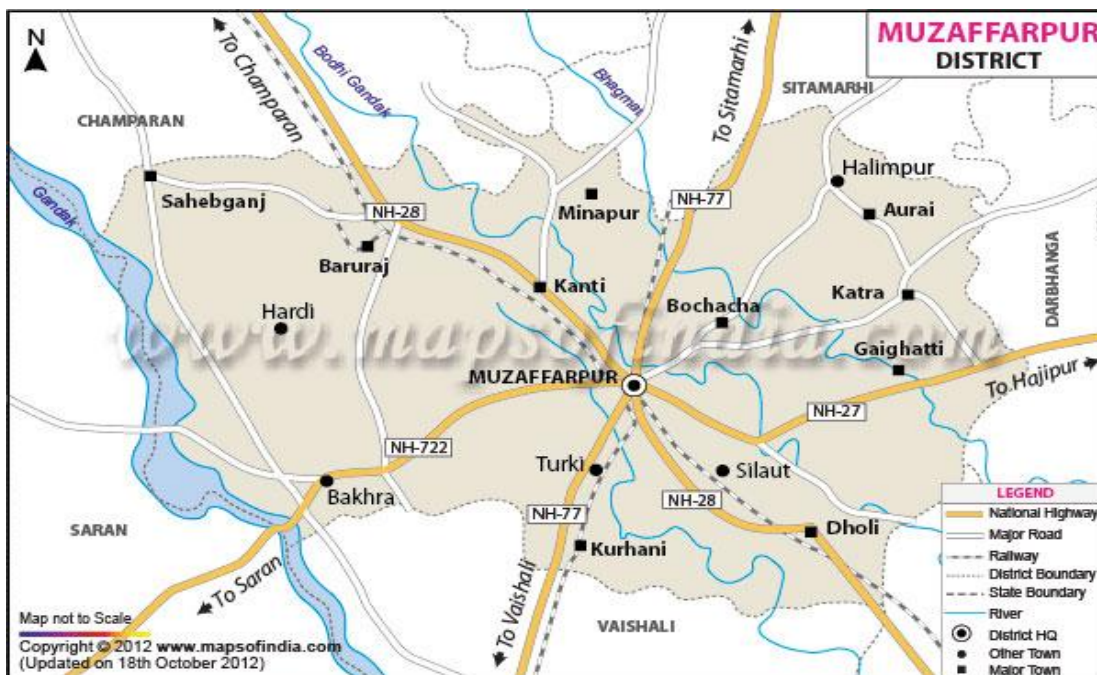 MUZAFFARPUR
DISTRICT
N
To Champaran
Bodhi Gandak
Bhagmati
To Sitamarhi
SITAMARHI
CHAMPARAN
Halimpur
Sahebganj
Gandak
NH-28
Minapur
NH-77
Aurai
Baruraj
Kanti
Katra
DARBHANGA
Hardi
Bochacha
www.mapsofindia.com
Gaighatti
MUZAFFARPUR
To Hajipur
NH-27
NH-722
Turki
Silaut
Bakhra
NH-28
SARAN
NH-77
Dholi
Kurhani
To Saran
To Vaishali
VAISHALI
LEGEND
National Highway
Major Road
Railway
District Boundary
State Boundary
River
District HQ
Other Town
Major Town
Map not to Scale
Copyright © 2012 www.mapsofindia.com
(Updated on 18th October 2012)